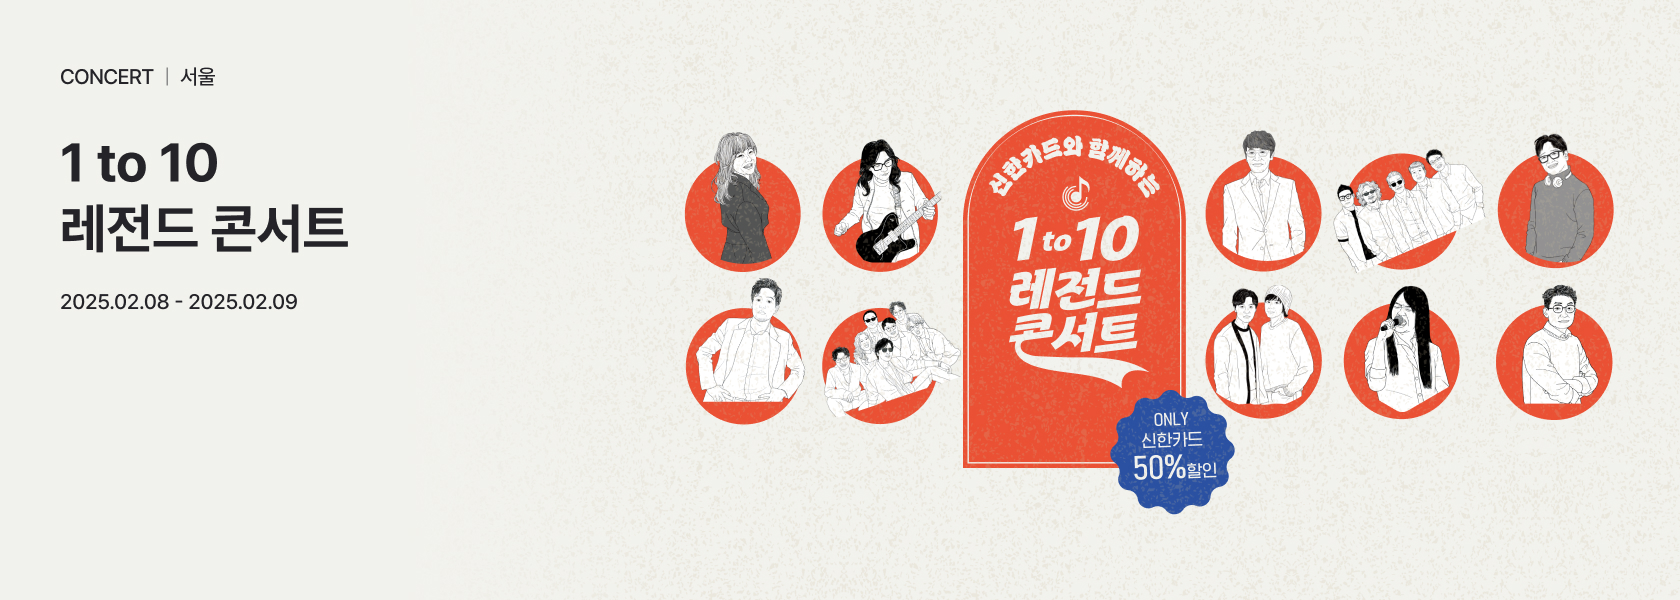 CONCERT | 서울
1 to 10
레전드 콘서트
2025.02.08 - 2025.02.09
신한카드와 함께하는
1 to 10
레전드
콘서트
ONLY
신한카드
50%할인